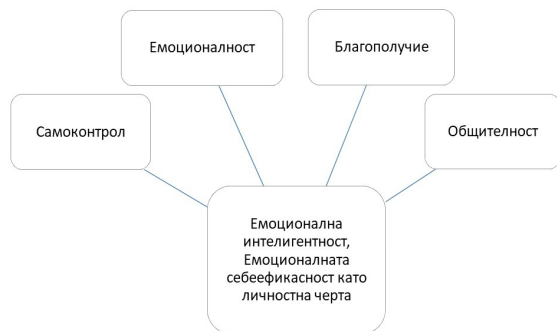 Емоционалност
Благополучие
Самоконтрол
Общителност
Емоционална
интелигентност,
Емоционалната
себеефикасност като
личностна черта